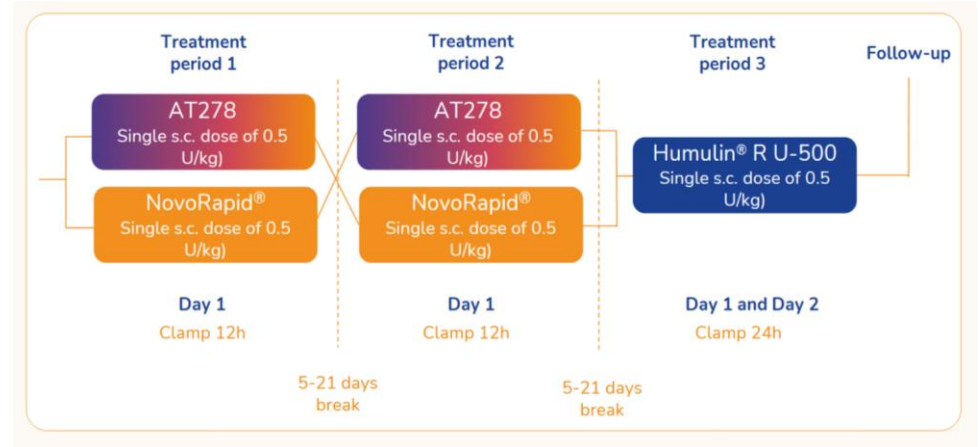 Treatment
period 1
Treatment
period 2
Treatment
period 3
Follow-up
AT278
Single s.c. dose of 0.5
U/kg)
AT278
Single s.c. dose of 0.5
U/kg)
Humulin® R U-500
Single s.c. dose of 0.5
U/kg)
NovoRapid®
Single s.c. dose of 0.5
U/kg)
NovoRapid®
Single s.c. dose of 0.5
U/kg)
Day 1
Clamp 12h
Day 1
Clamp 12h
Day 1 and Day 2
Clamp 24h
5-21 days
break
5-21 days
break